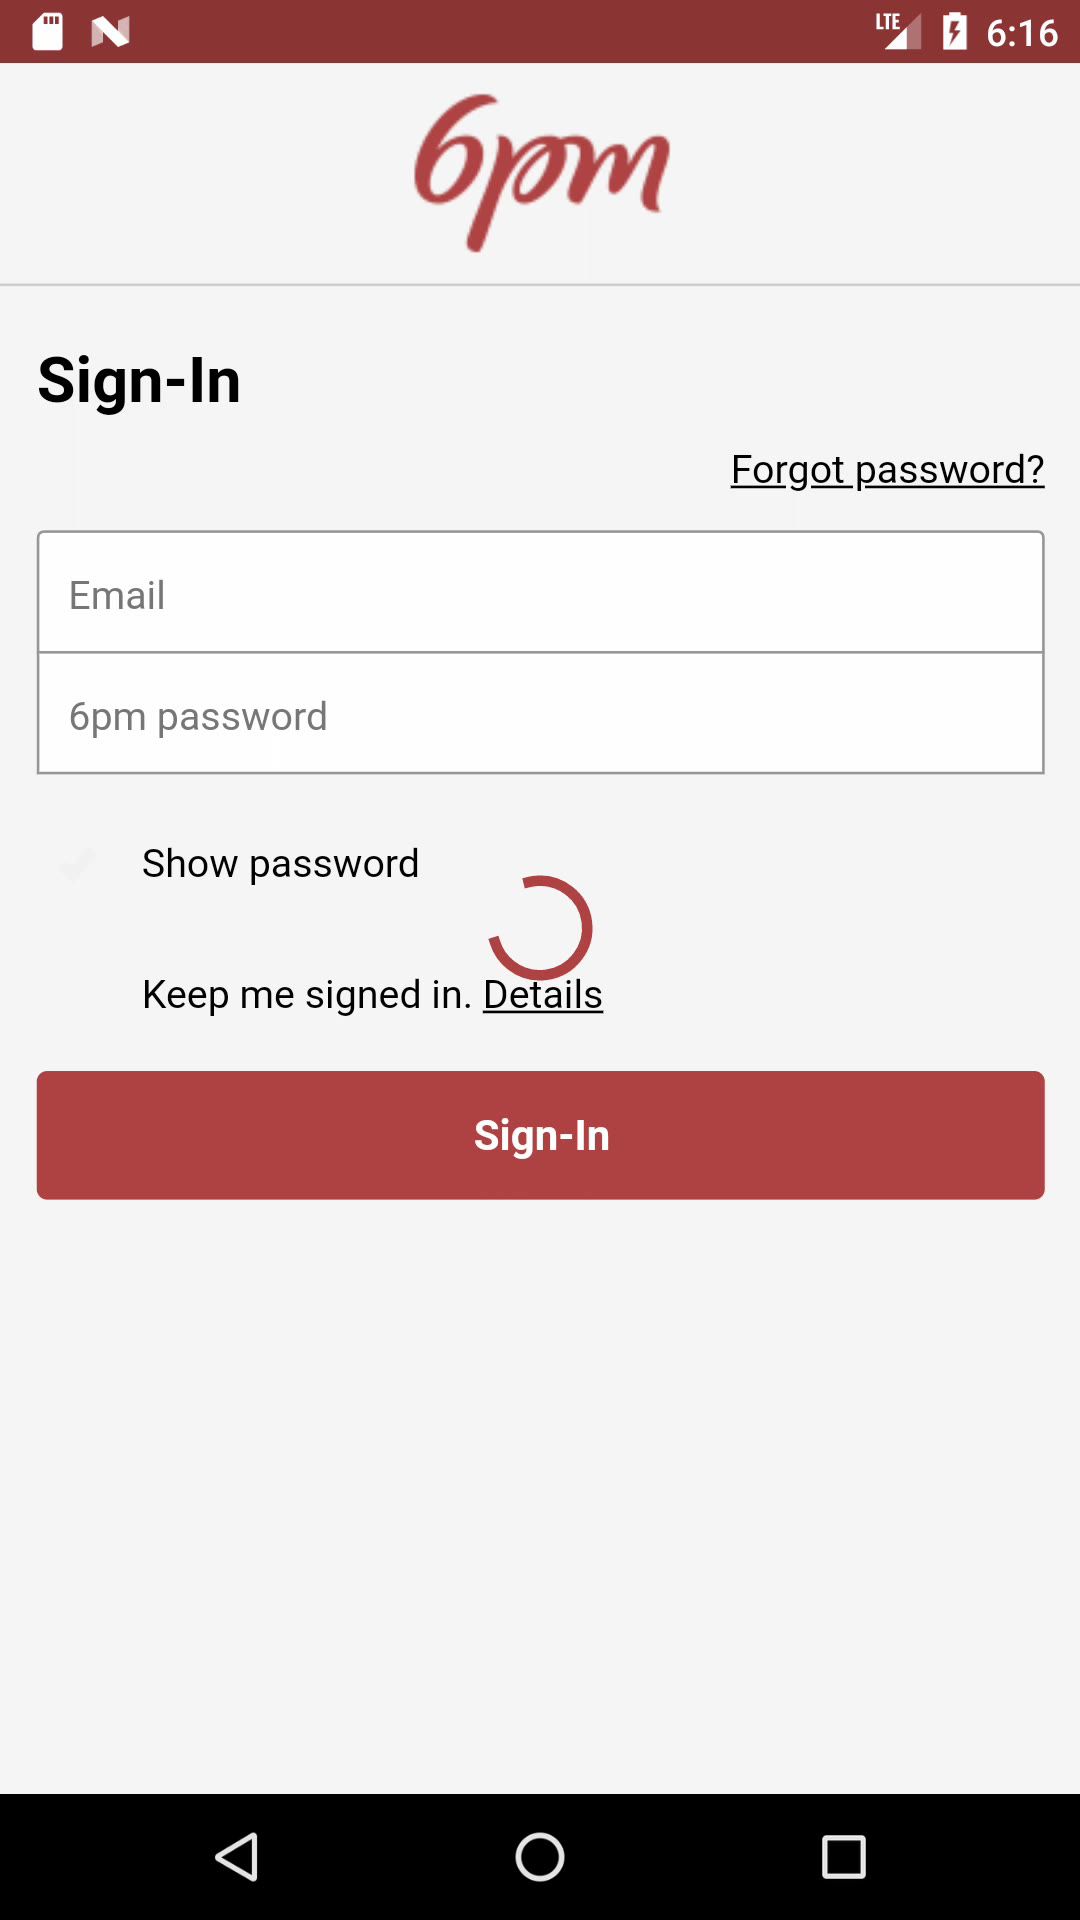 LTE 6:16
6pm
Sign-In
Forgot password?
Email
6pm password
Show password
Keep me signed in. Details
Sign-In